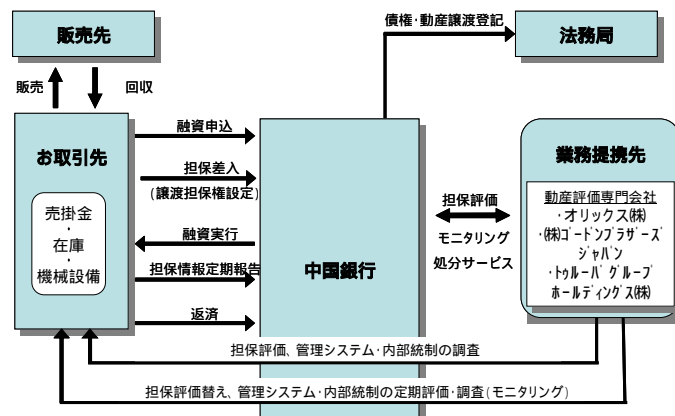 販売先
債権・動産譲渡登記
法務局
販売
回収
お取引先
売掛金
・
在庫
・
機械設備
融資申込
担保差入
(譲渡担保権設定)
融資実行
担保情報定期報告
返済
中国銀行
担保評価
モニタリング
処分サービス
業務提携先
動産評価専門会社
・オリックス㈱
・㈱ゴードンブラザーズ
ジャパン
・トゥルーバグループ
ホールディングス㈱
担保評価、管理システム・内部統制の調査
担保評価替え、管理システム・内部統制の定期評価・調査(モニタリング)